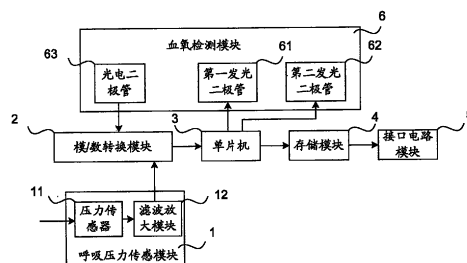 6
血氧检测模块
63
61
62
光电二
极管
第一发光
二极管
第二发光
二极管
2
3
4
5
模/数转换模块
单片机
存储模块
接口电路
模块
11
12
压力传
感器
滤波放
大模块
1
呼吸压力传感模块